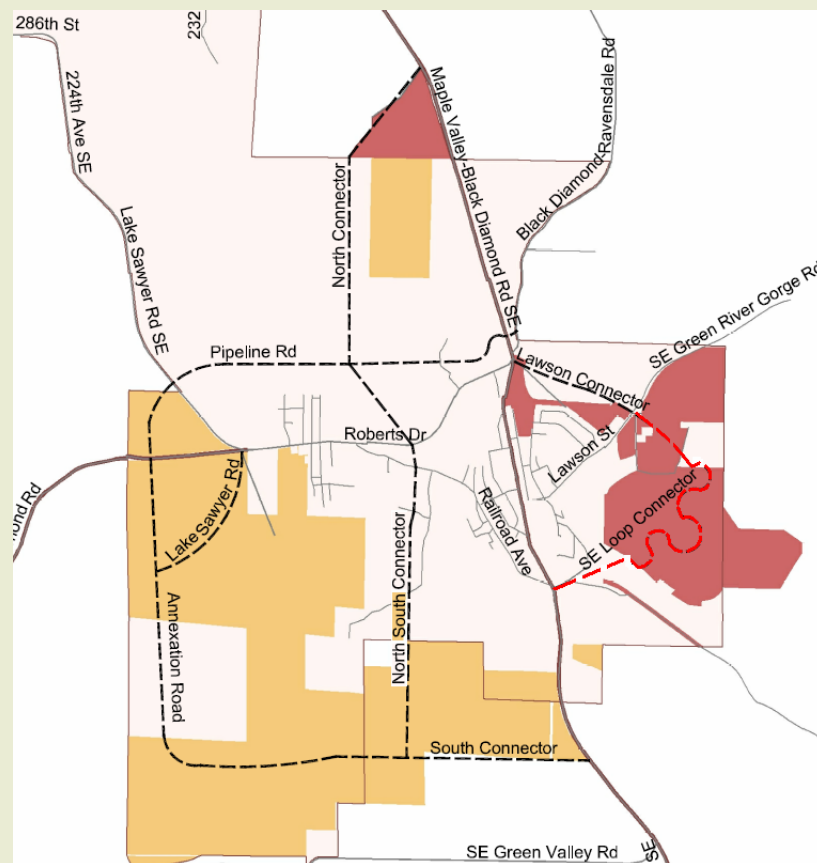 286th St
232
224th Ave SE
Maple Valley-Black Diamond Rd SE
Black Diamond Ravensdale Rd
Lake Sawyer Rd SE
North Connector
SE Green River Gorge Rd
Pipeline Rd
Lawson Connector
Roberts Dr
Lawson St
SE Loop Connector
Railroad Ave
Lake Sawyer Rd
mond Rd
North South Connector
Annexation Road
South Connector
SE Green Valley Rd
SE